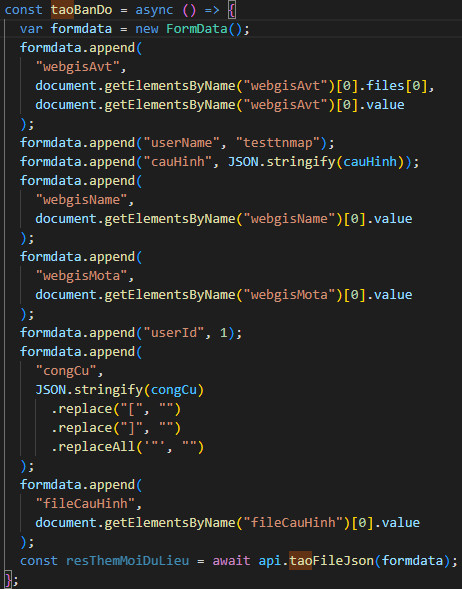 const taoBanDo = async () => {
var formdata = new FormData();
formdata.append(
"webgisAvt",
document.getElementsByName("webgisAvt")[0].files[0],
document.getElementsByName("webgisAvt")[0].value
);
formdata.append("userName", "testtnmap");
formdata.append("cauHinh", JSON.stringify(cauHinh));
formdata.append(
"webgisName",
document.getElementsByName("webgisName")[0].value
);
formdata.append(
"webgisMota",
document.getElementsByName("webgisMota")[0].value
);
formdata.append("userId", 1);
formdata.append(
"congCu",
JSON.stringify(congCu)
.replace("[", "")
.replace("]", "")
.replaceAll('"', "")
);
formdata.append(
"fileCauHinh",
document.getElementsByName("fileCauHinh")[0].value
);
const resThemMoiDuLieu = await api.taoFileJson(formdata);
};